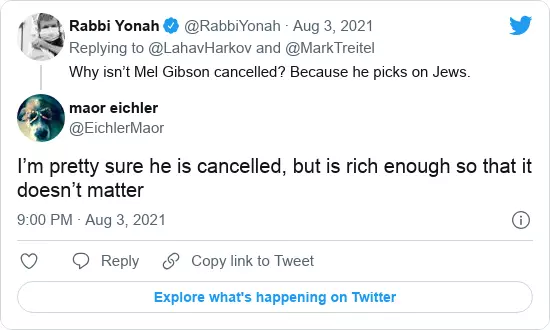 Rabbi Yonah @RabbiYonah · Aug 3, 2021
Replying to @LahavHarkov and @MarkTreitel
Why isn’t Mel Gibson cancelled? Because he picks on Jews.
maor eichler
@EichlerMaor
I’m pretty sure he is cancelled, but is rich enough so that it
doesn’t matter
9:00 PM · Aug 3, 2021
Reply
Copy link to Tweet
Explore what's happening on Twitter